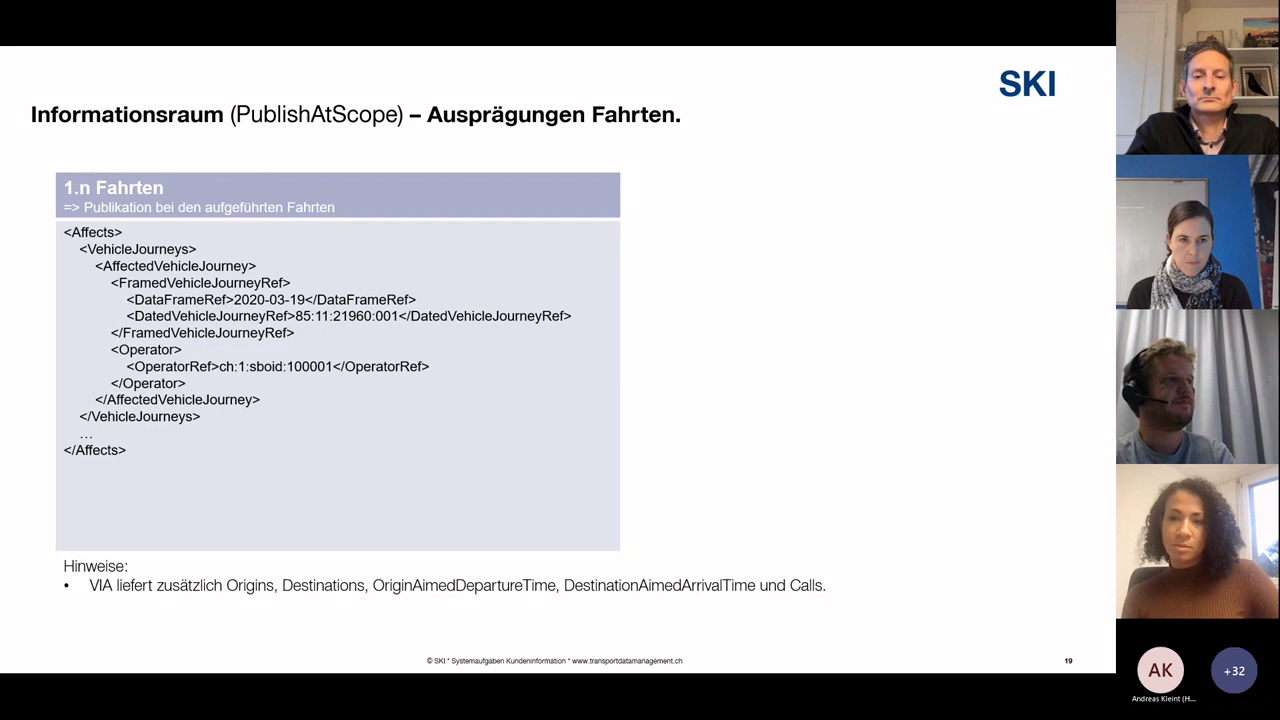 SKI
Informationsraum (PublishAtScope) – Ausprägungen Fahrten.
1.n Fahrten
=> Publikation bei den aufgeführten Fahrten
<Affects>
<VehicleJourneys>
<AffectedVehicleJourney>
<FramedVehicleJourneyRef>
<DataFrameRef>2020-03-19</DataFrameRef>
<DatedVehicleJourneyRef>85:11:21960:001</DatedVehicleJourneyRef>
</FramedVehicleJourneyRef>
<Operator>
<OperatorRef>ch:1:sboid:100001</OperatorRef>
</Operator>
</AffectedVehicleJourney>
</VehicleJourneys>
…
</Affects>
Hinweise:
• VIA liefert zusätzlich Origins, Destinations, OriginAimedDepartureTime, DestinationAimedArrivalTime und Calls.
© SKI * Systemaufgaben Kundeninformation * www.transportdatamanagement.ch
19
AK
+32
Andreas Kleint (H...